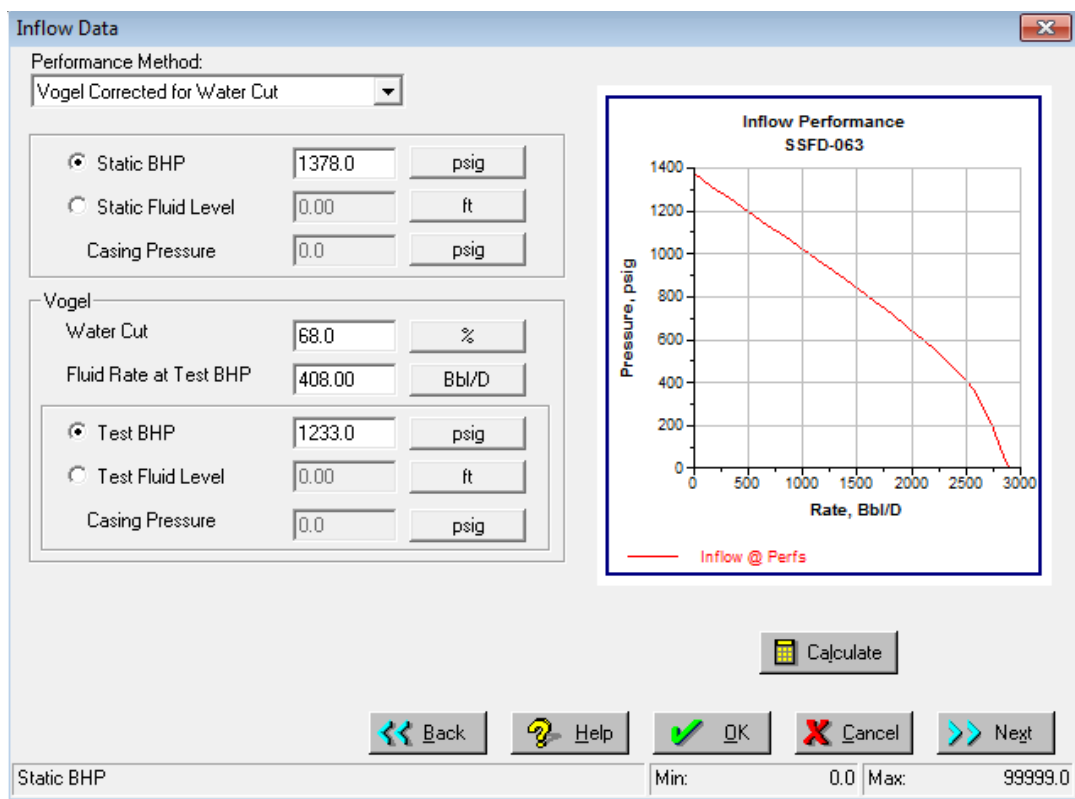 Inflow Data
Performance Method:
Vogel Corrected for Water Cut
Static BHP 1378.0 psig
Static Fluid Level 0.00 ft
Casing Pressure 0.0 psig
Vogel
Water Cut 68.0 %
Fluid Rate at Test BHP 408.00 Bbl/D
Test BHP 1233.0 psig
Test Fluid Level 0.00 ft
Casing Pressure 0.0 psig
Inflow Performance
SSFD-063
Pressure, psig
1400
1200
1000
800
600
400
200
0
0 500 1000 1500 2000 2500 3000
Rate, Bbl/D
Inflow @ Perfs
Calculate
Back Help OK Cancel Next
Static BHP Min: 0.0 Max: 99999.0